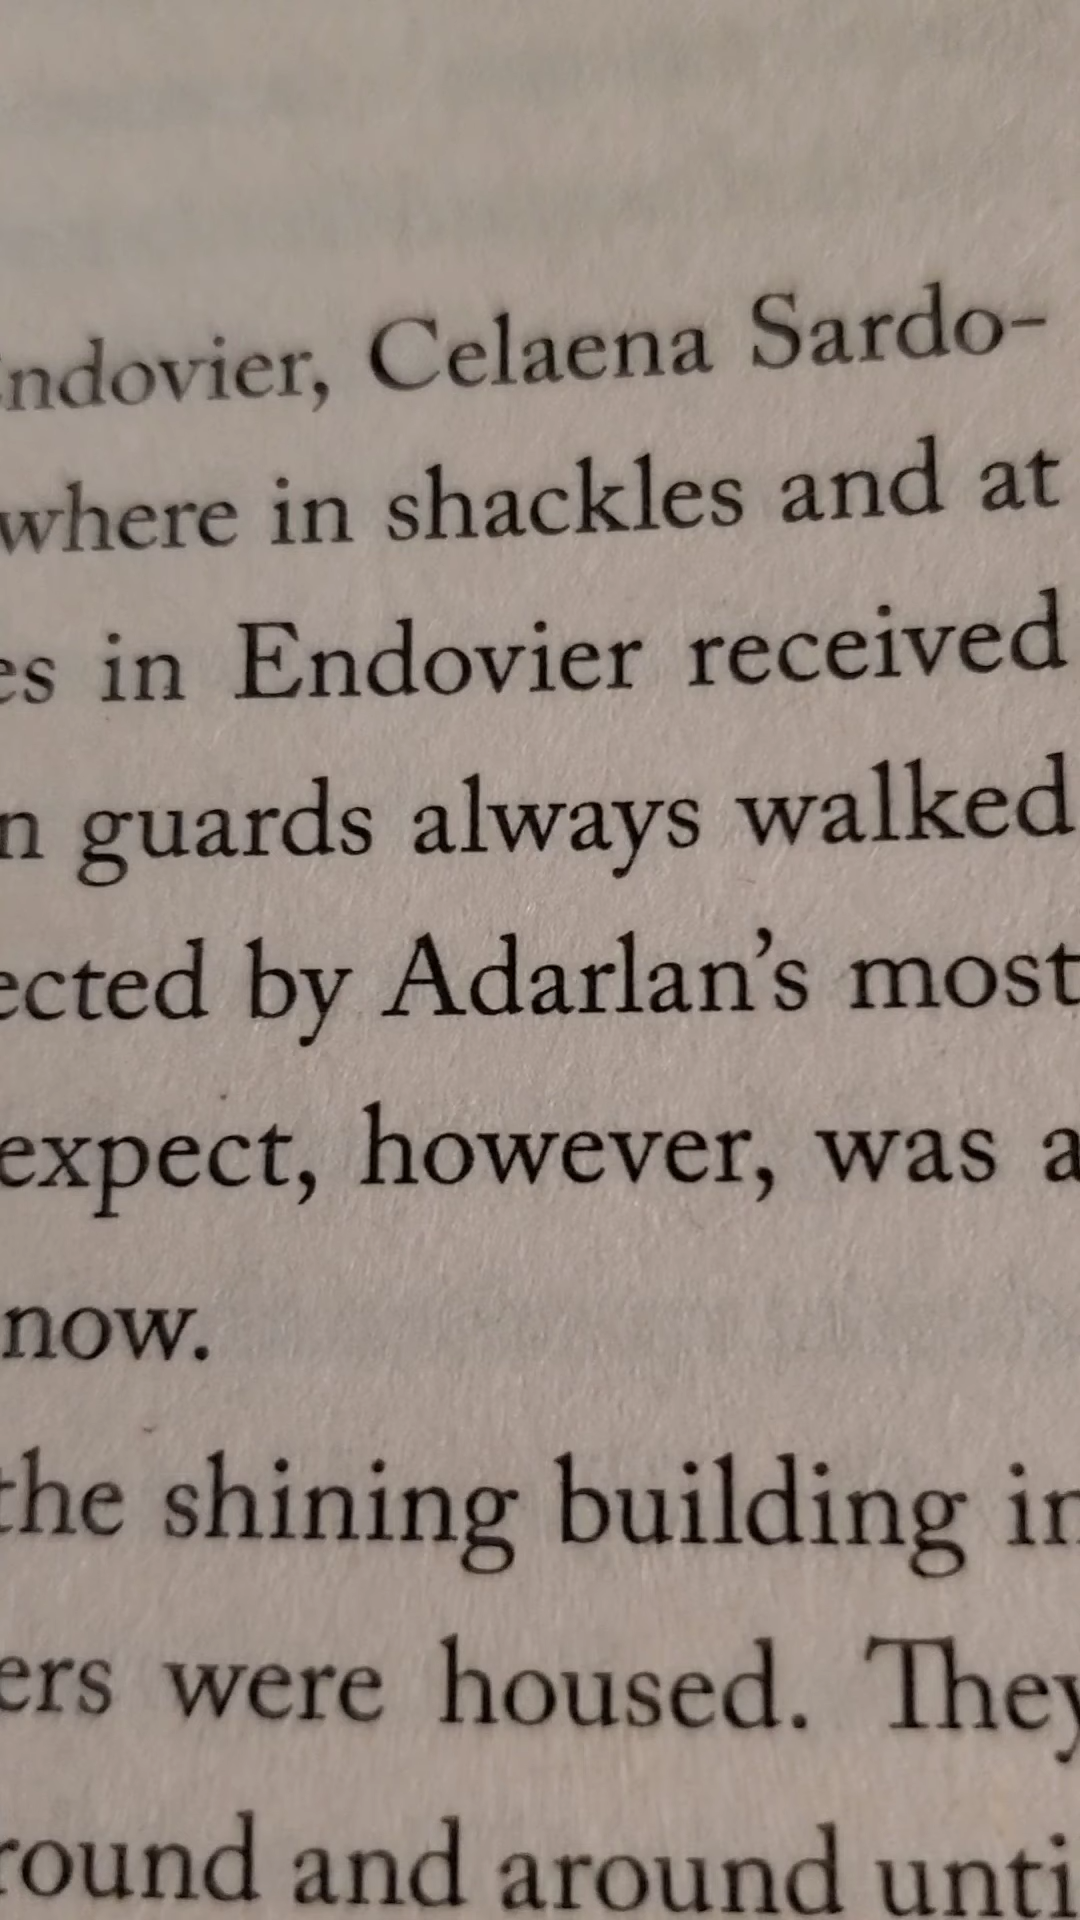 ndovier, Celaena Sardo-
where in shackles and at
es in Endovier received
n guards always walked
ected by Adarlan’s most
expect, however, was a
now.
the shining building in
ers were housed. They
round and around unti